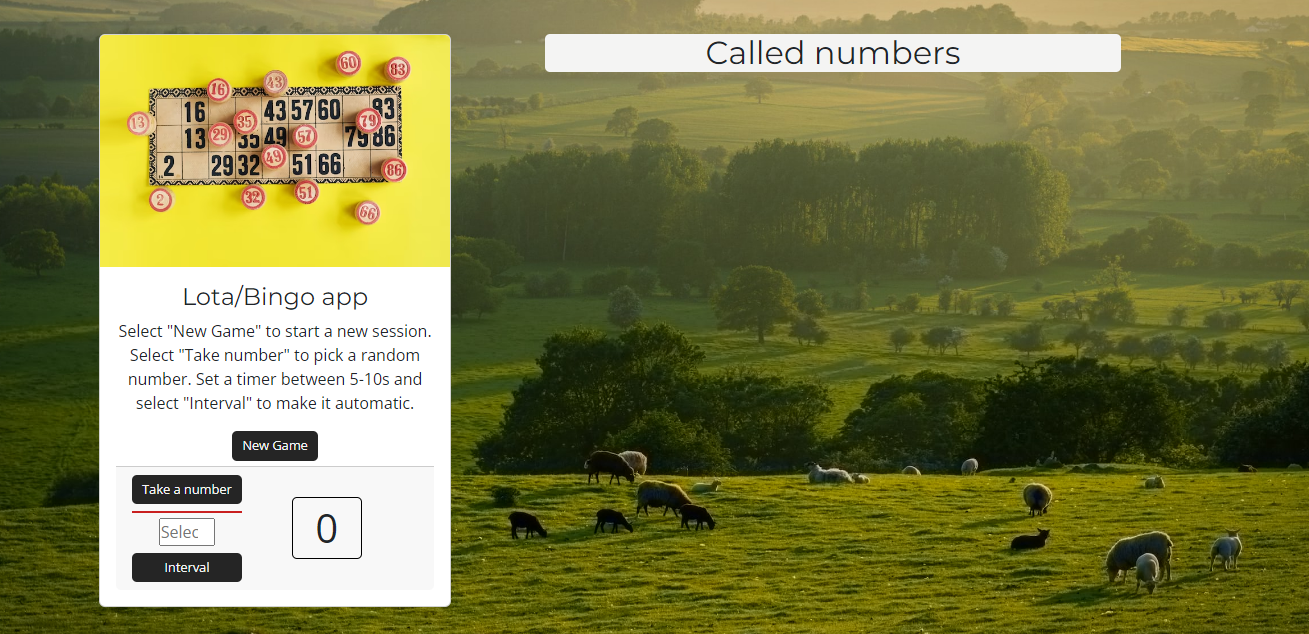 60
83
16
43
13
16 43 57 60 83
35
79
29
57
13 35 49 79 86
49
2 29 32 51 66
86
2
32
51
66
Lota/Bingo app
Select "New Game" to start a new session.
Select "Take number" to pick a random
number. Set a timer between 5-10s and
select "Interval" to make it automatic.
New Game
Take a number
Selec
Interval
0
Called numbers